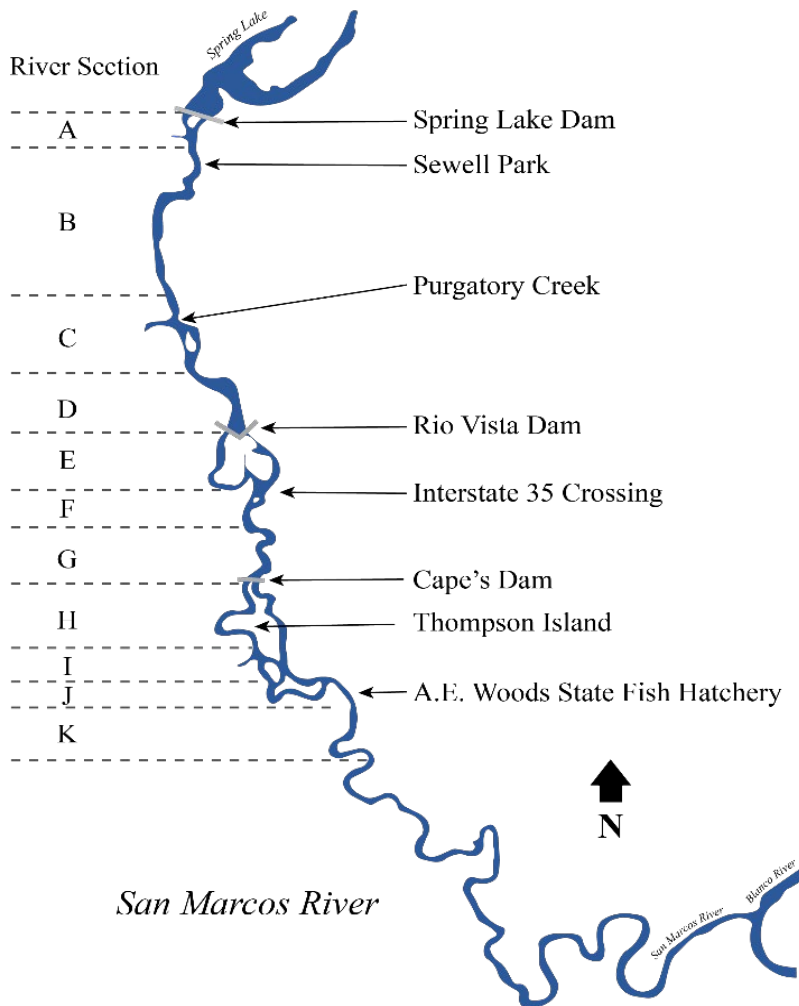 Spring Lake
River Section
A
Spring Lake Dam
Sewell Park
B
Purgatory Creek
C
D
Rio Vista Dam
E
Interstate 35 Crossing
F
G
Cape's Dam
H
Thompson Island
I
J
A.E. Woods State Fish Hatchery
K
N
San Marcos River
San Marcos River
Blanco River